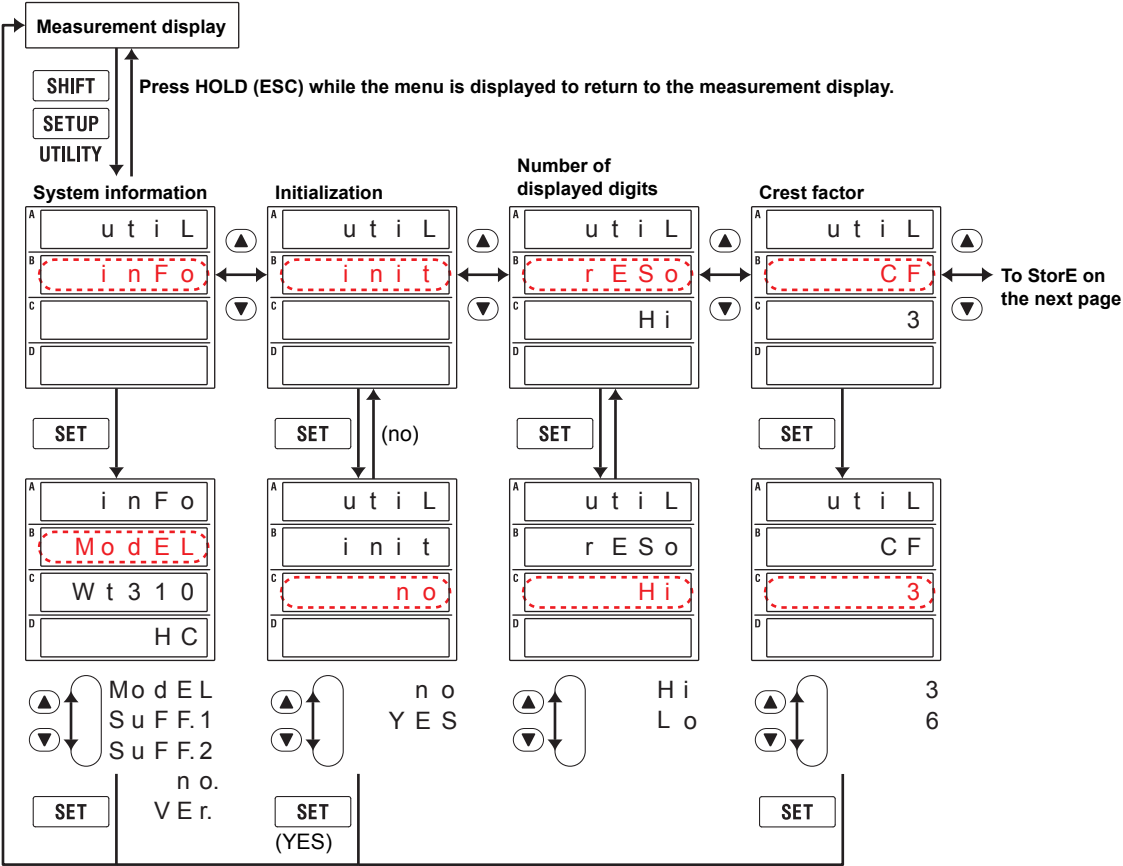 Measurement display
SHIFT
Press HOLD (ESC) while the menu is displayed to return to the measurement display.
SETUP
UTILITY
System information
Initialization
Number of
displayed digits
Crest factor
A utiL
B inFo
C
D
A utiL
B init
C
D
A utiL
B rESo
C Hi
D
A utiL
B CF
C 3
D
To StorE on
the next page
SET
SET
(no)
SET
SET
A inFo
B ModEL
C Wt310
D HC
A utiL
B init
C no
D
A utiL
B rESo
C Hi
D
A utiL
B CF
C 3
D
ModEL
SuFF.1
SuFF.2
no.
VEr.
no
YES
Hi
Lo
3
6
SET
SET
(YES)
SET